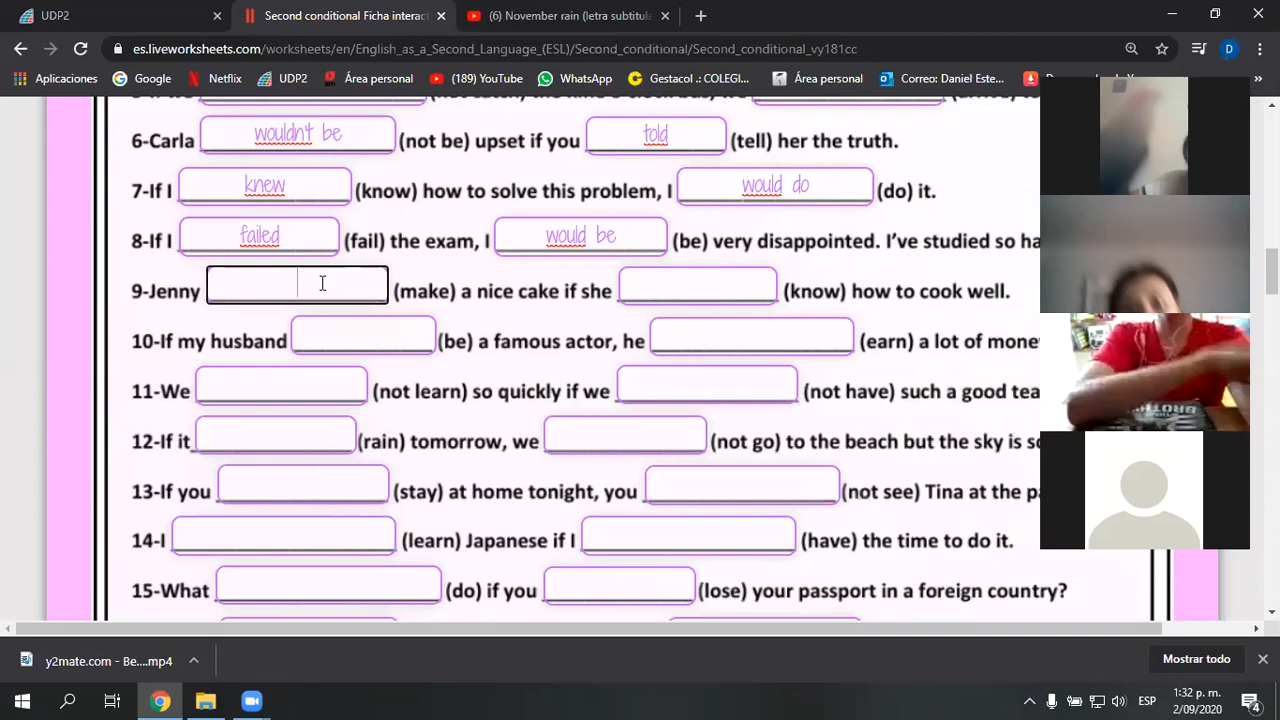 UDP2
Second conditional Ficha interact
(6) November rain (letra subtitula
es.liveworksheets.com/worksheets/en/English_as_a_Second_Language_(ESL)/Second_conditional/Second_conditional_vy181cc
Aplicaciones Google Netflix UDP2 Área personal (189) YouTube WhatsApp Gestacol .: COLEGI... Área personal Correo: Daniel Este...
6-Carla wouldn't be (not be) upset if you told (tell) her the truth.
7-If I knew (know) how to solve this problem, I would do (do) it.
8-If I failed (fail) the exam, I would be (be) very disappointed. I've studied so ha
9-Jenny (make) a nice cake if she (know) how to cook well.
10-If my husband (be) a famous actor, he (earn) a lot of mone
11-We (not learn) so quickly if we (not have) such a good tea
12-If it (rain) tomorrow, we (not go) to the beach but the sky is s
13-If you (stay) at home tonight, you (not see) Tina at the pa
14-I (learn) Japanese if I (have) the time to do it.
15-What (do) if you (lose) your passport in a foreign country?
y2mate.com - Be....mp4
Mostrar todo
ESP
1:32 p. m.
2/09/2020
4